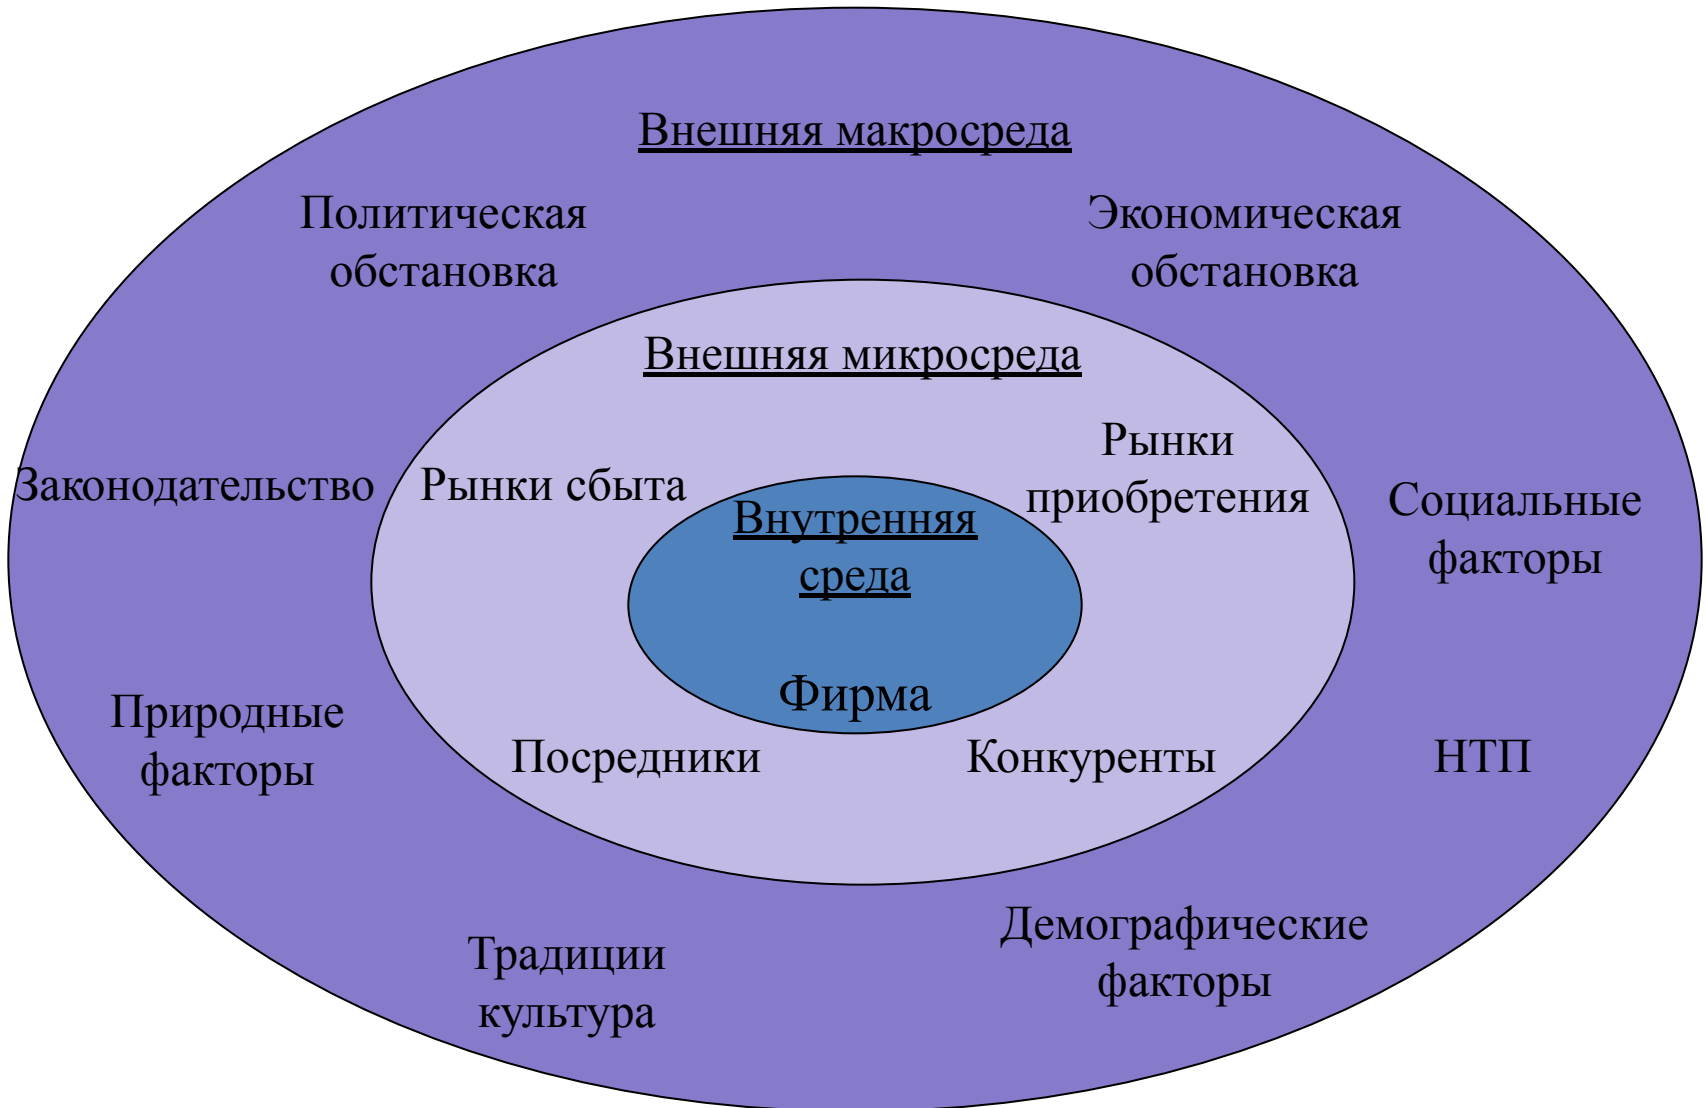 Внешняя макросреда
Политическая
обстановка
Экономическая
обстановка
Внешняя микросреда
Законодательство
Рынки сбыта
Рынки
приобретения
Социальные
факторы
Внутренняя
среда
Фирма
Природные
факторы
Посредники
Конкуренты
НТП
Традиции
культура
Демографические
факторы